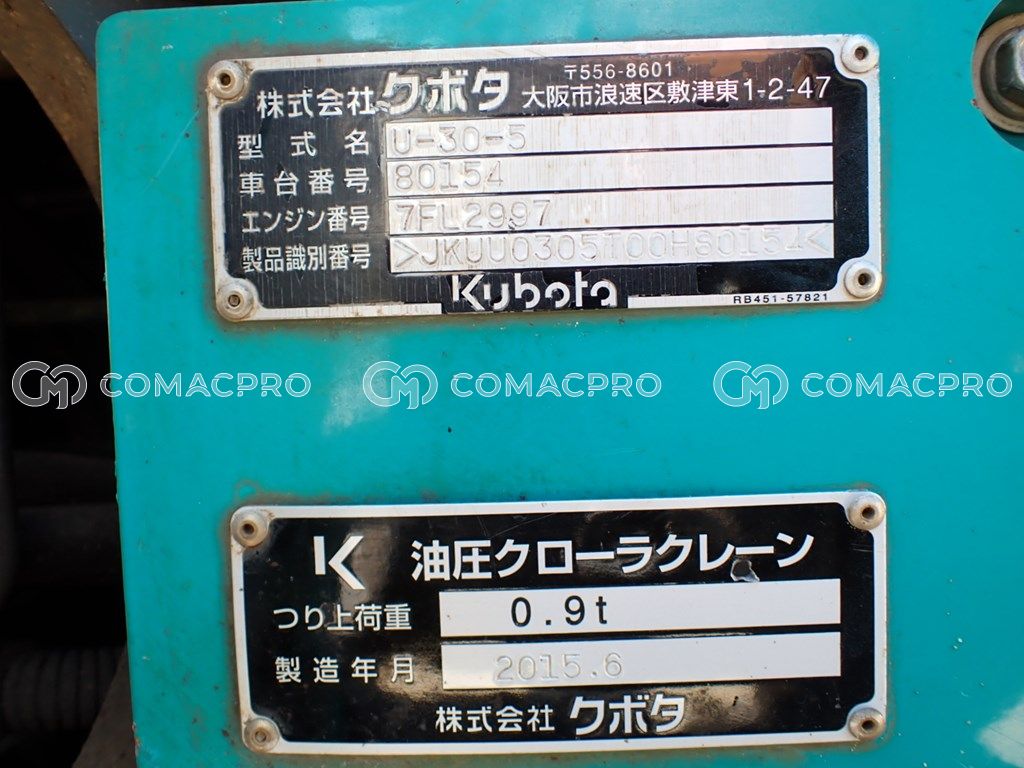 株式会社クボタ 〒556-8601
大阪市浪速区敷津東1-2-47
型式名 U-30-5
車台番号 80154
エンジン番号 7FL2997
製品識別番号 >JKUU0305T00H80154<
Kubota
RB451-57821
COMACPRO COMACPRO COMACPRO
油圧クローラクレーン
つり上荷重 0.9t
製造年月 2015.6
株式会社 クボタ